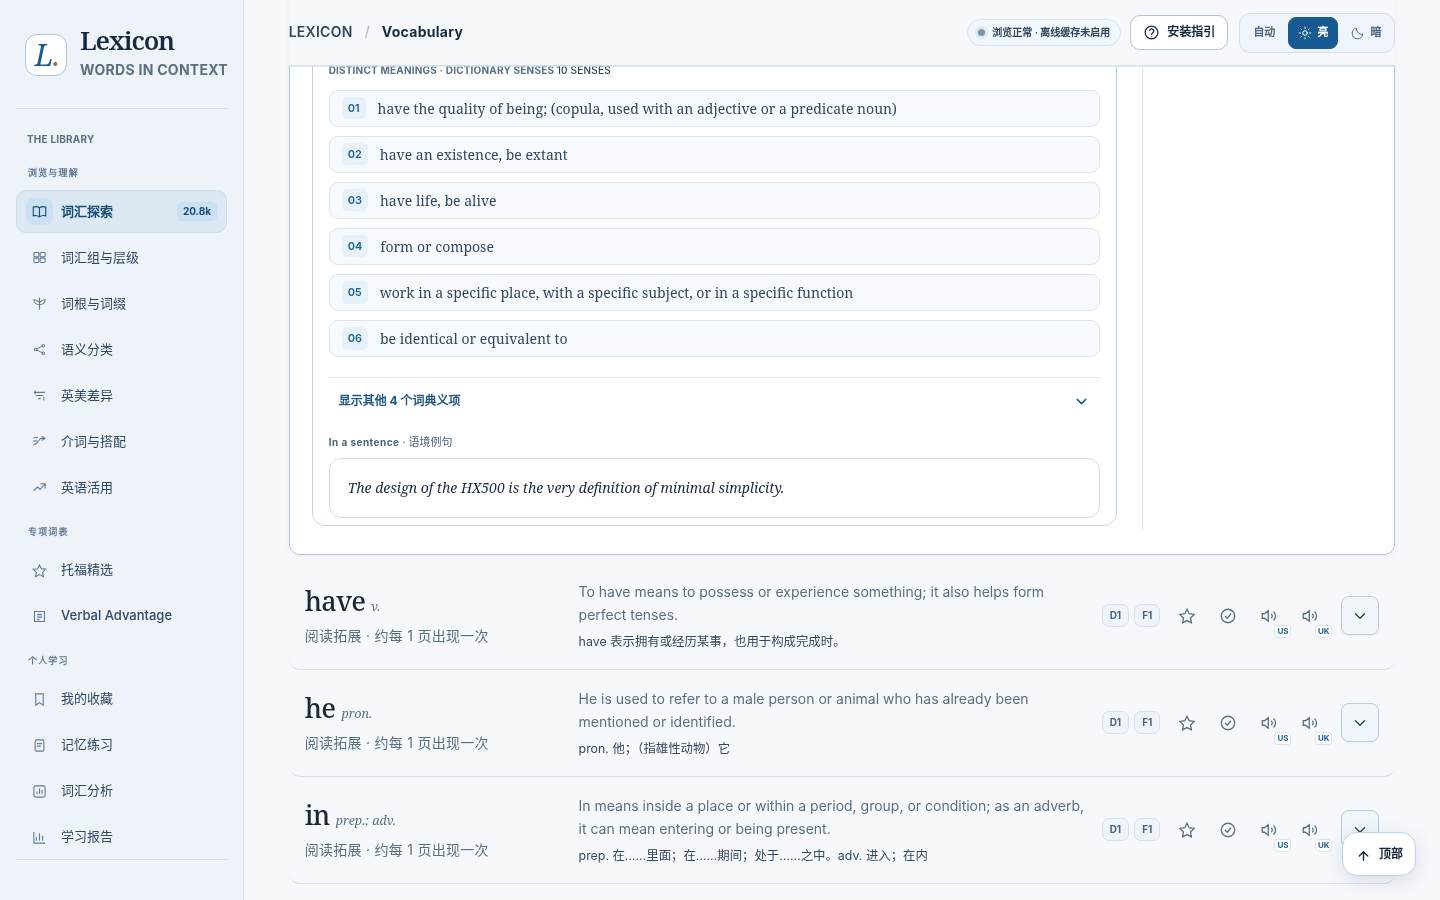 L.
Lexicon
WORDS IN CONTEXT
THE LIBRARY
浏览与理解
词汇探索 20.8k
词汇组与层级
词根与词缀
语义分类
英美差异
介词与搭配
英语活用
专项词表
托福精选
Verbal Advantage
个人学习
我的收藏
记忆练习
词汇分析
学习报告
LEXICON / Vocabulary
浏览正常 · 离线缓存未启用
安装指引
自动
亮
暗
DISTINCT MEANINGS · DICTIONARY SENSES 10 SENSES
01 have the quality of being; (copula, used with an adjective or a predicate noun)
02 have an existence, be extant
03 have life, be alive
04 form or compose
05 work in a specific place, with a specific subject, or in a specific function
06 be identical or equivalent to
显示其他 4 个词典义项
In a sentence · 语境例句
The design of the HX500 is the very definition of minimal simplicity.
have v.
阅读拓展 · 约每 1 页出现一次
To have means to possess or experience something; it also helps form
perfect tenses.
have 表示拥有或经历某事，也用于构成完成时。
D1 F1 US UK
he pron.
阅读拓展 · 约每 1 页出现一次
He is used to refer to a male person or animal who has already been
mentioned or identified.
pron. 他；（指雄性动物）它
D1 F1 US UK
in prep.; adv.
阅读拓展 · 约每 1 页出现一次
In means inside a place or within a period, group, or condition; as an adverb,
it can mean entering or being present.
prep. 在……里面；在……期间；处于……之中。adv. 进入；在内
D1 F1 US UK
顶部